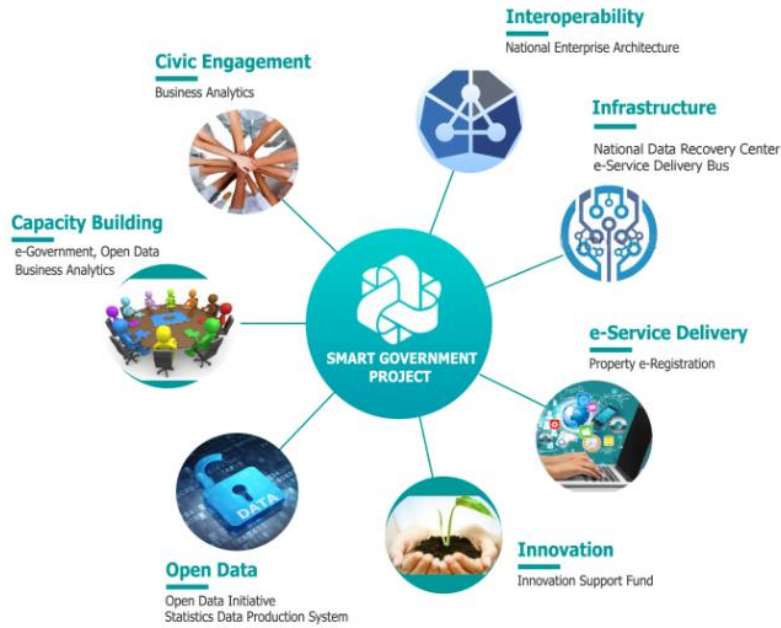 Interoperability
National Enterprise Architecture
Civic Engagement
Business Analytics
Infrastructure
National Data Recovery Center
e-Service Delivery Bus
Capacity Building
e-Government, Open Data
Business Analytics
SMART GOVERNMENT
PROJECT
e-Service Delivery
Property e-Registration
DATA
Innovation
Innovation Support Fund
Open Data
Open Data Initiative
Statistics Data Production System